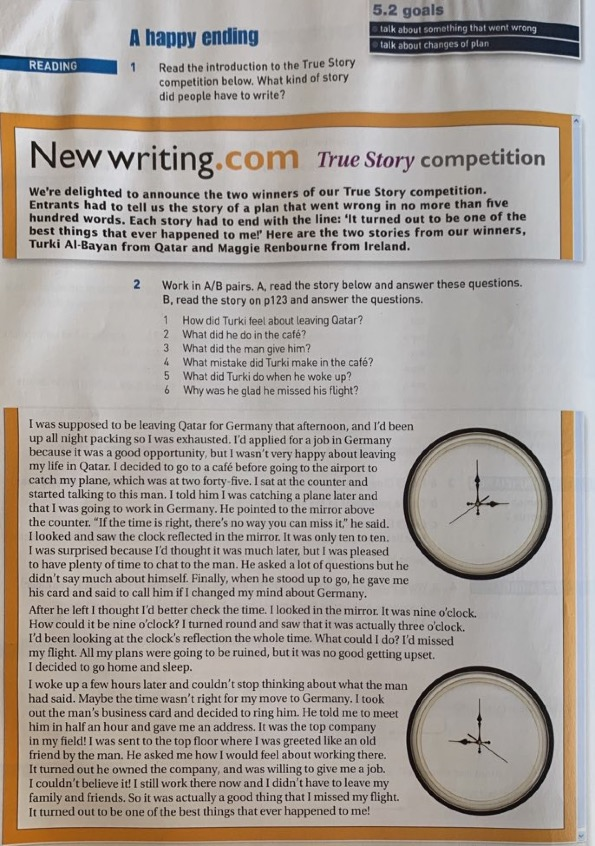 5.2 goals
talk about something that went wrong
talk about changes of plan
A happy ending
READING
1 Read the introduction to the True Story
competition below. What kind of story
did people have to write?
New writing.com True Story competition
We're delighted to announce the two winners of our True Story competition.
Entrants had to tell us the story of a plan that went wrong in no more than five
hundred words. Each story had to end with the line: 'It turned out to be one of the
best things that ever happened to me!' Here are the two stories from our winners,
Turki Al-Bayan from Qatar and Maggie Renbourne from Ireland.
2 Work in A/B pairs. A, read the story below and answer these questions.
B, read the story on p123 and answer the questions.
1 How did Turki feel about leaving Qatar?
2 What did he do in the café?
3 What did the man give him?
4 What mistake did Turki make in the café?
5 What did Turki do when he woke up?
6 Why was he glad he missed his flight?
I was supposed to be leaving Qatar for Germany that afternoon, and I'd been
up all night packing so I was exhausted. I'd applied for a job in Germany
because it was a good opportunity, but I wasn't very happy about leaving
my life in Qatar. I decided to go to a café before going to the airport to
catch my plane, which was at two forty-five. I sat at the counter and
started talking to this man. I told him I was catching a plane later and
that I was going to work in Germany. He pointed to the mirror above
the counter. "If the time is right, there's no way you can miss it," he said.
I looked and saw the clock reflected in the mirror. It was only ten to ten.
I was surprised because I'd thought it was much later, but I was pleased
to have plenty of time to chat to the man. He asked a lot of questions but he
didn't say much about himself. Finally, when he stood up to go, he gave me
his card and said to call him if I changed my mind about Germany.
After he left I thought I'd better check the time. I looked in the mirror. It was nine o'clock.
How could it be nine o'clock? I turned round and saw that it was actually three o'clock.
I'd been looking at the clock's reflection the whole time. What could I do? I'd missed
my flight. All my plans were going to be ruined, but it was no good getting upset.
I decided to go home and sleep.
I woke up a few hours later and couldn't stop thinking about what the man
had said. Maybe the time wasn't right for my move to Germany. I took
out the man's business card and decided to ring him. He told me to meet
him in half an hour and gave me an address. It was the top company
in my field! I was sent to the top floor where I was greeted like an old
friend by the man. He asked me how I would feel about working there.
It turned out he owned the company, and was willing to give me a job.
I couldn't believe it! I still work there now and I didn't have to leave my
family and friends. So it was actually a good thing that I missed my flight.
It turned out to be one of the best things that ever happened to me!